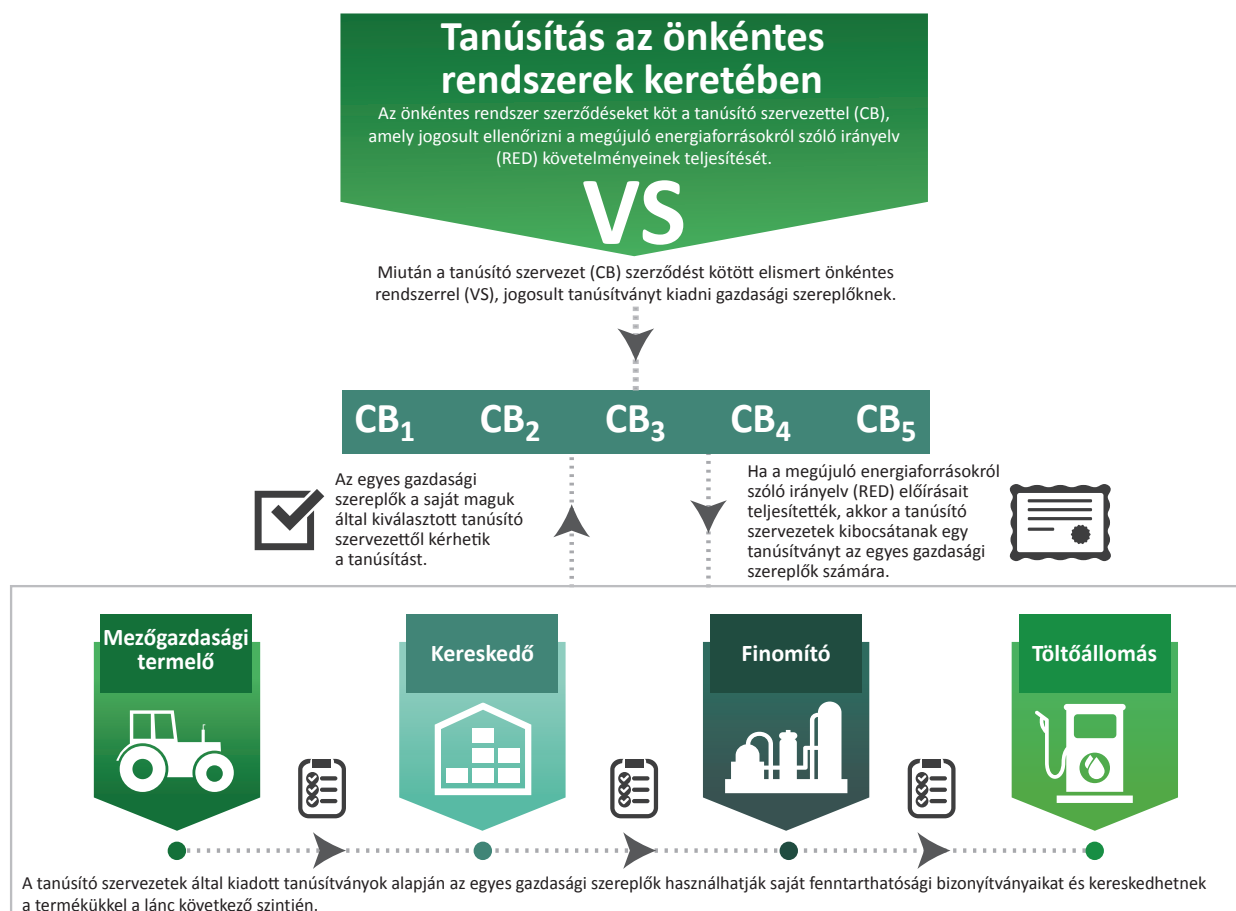 Tanúsítás az önkéntes
rendszerek keretében
Az önkéntes rendszer szerződéseket köt a tanúsító szervezettel (CB),
amely jogosult ellenőrizni a megújuló energiaforrásokról szóló irányelv
(RED) követelményeinek teljesítését.
VS
Miután a tanúsító szervezet (CB) szerződést kötött elismert önkéntes
rendszerrel (VS), jogosult tanúsítványt kiadni gazdasági szereplőknek.
CB₁ CB₂ CB₃ CB₄ CB₅
Az egyes gazdasági
szereplők a saját maguk
által kiválasztott tanúsító
szervezettől kérhetik
a tanúsítást.
Ha a megújuló energiaforrásokról
szóló irányelv (RED) előírásait
teljesítették, akkor a tanúsító
szervezetek kibocsátanak egy
tanúsítványt az egyes gazdasági
szereplők számára.
Mezőgazdasági
termelő
Kereskedő
Finomító
Töltőállomás
A tanúsító szervezetek által kiadott tanúsítványok alapján az egyes gazdasági szereplők használhatják saját fenntarthatósági bizonyítványaikat és kereskedhetnek
a termékükkel a lánc következő szintjén.